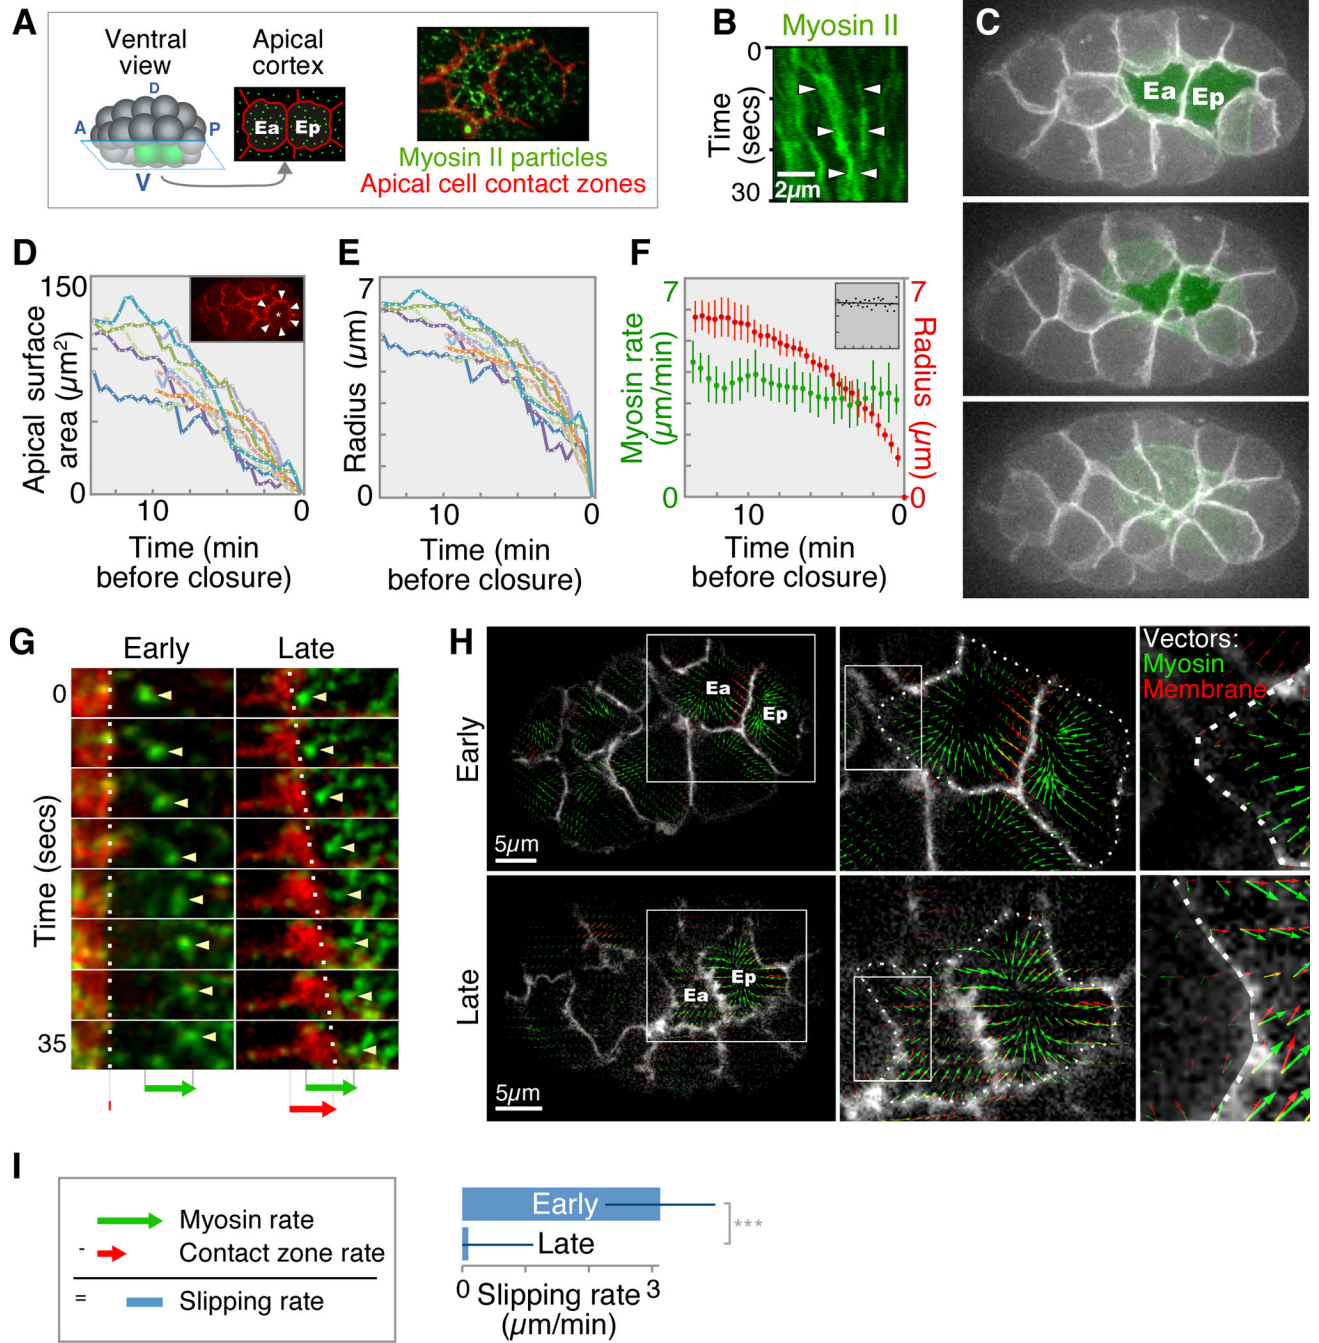 A
Ventral
view
Apical
cortex
D
A
P
V
Ea
Ep
Myosin II particles
Apical cell contact zones
B
Myosin II
0
Time
(secs)
30
2µm
C
Ea
Ep
D
150
Apical surface
area (µm2)
0
10
0
Time (min
before closure)
*
E
7
Radius (µm)
0
10
0
Time (min
before closure)
F
7
Myosin rate
(µm/min)
0
7
Radius
(µm)
0
10
0
Time (min
before closure)
G
Early
Late
0
Time (secs)
35
H
Early
Ea
Ep
5µm
Vectors:
Myosin
Membrane
Late
Ea
Ep
5µm
I
Myosin rate
- Contact zone rate
= Slipping rate
Early
Late
***
0
3
Slipping rate
(µm/min)